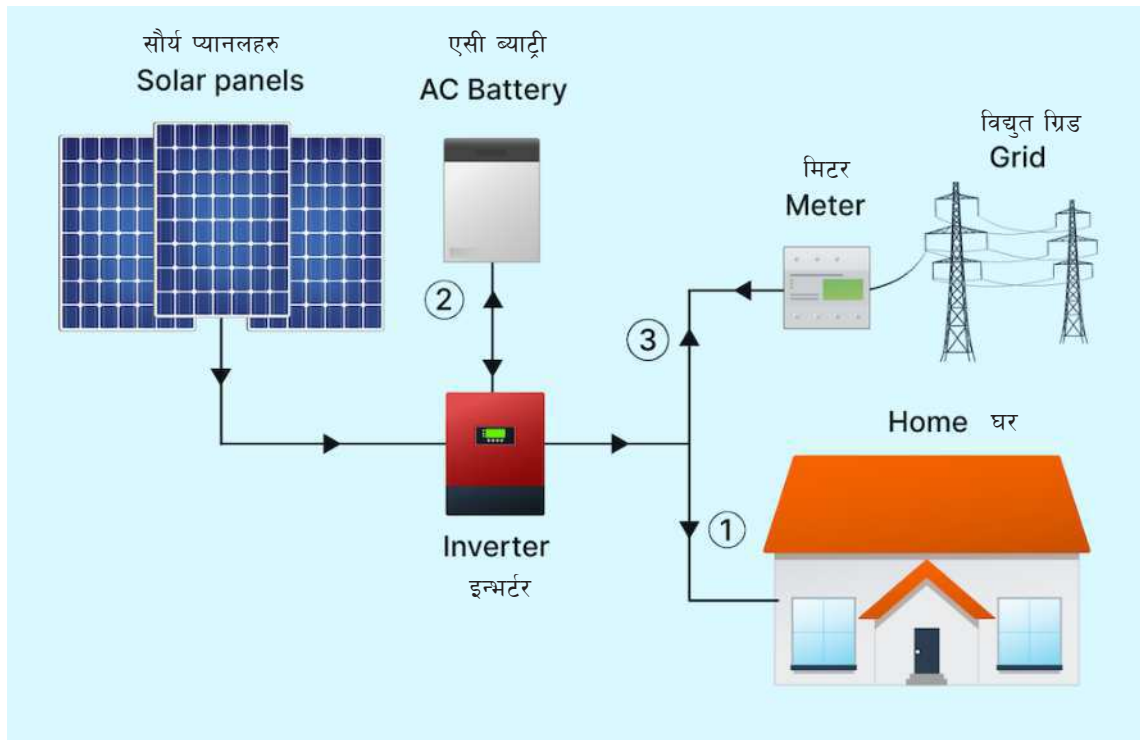 सौर्य प्यानलहरु
Solar panels
एसी ब्याट्री
AC Battery
विद्युत ग्रिड
Grid
मिटर
Meter
②
③
Home घर
①
Inverter
इन्भर्टर